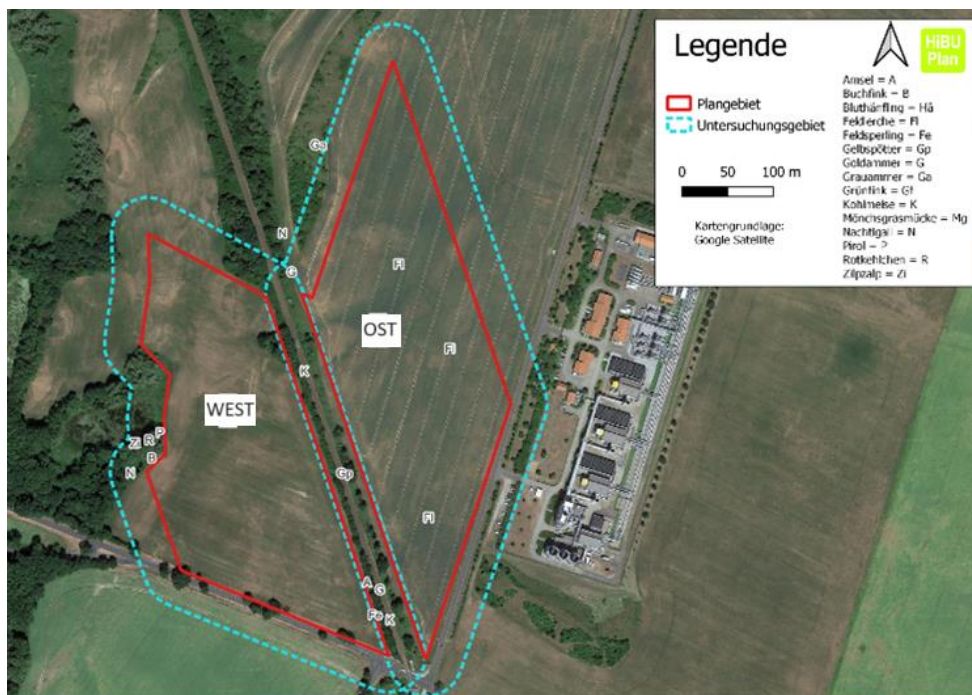 Legende
HiBU
Plan
Plangebiet
Untersuchungsgebiet
0 50 100 m
Kartengrundlage:
Google Satellite
Amsel = A
Buchfink = B
Bluthänfling = Hä
Feldlerche = Fl
Feldsperling = Fe
Gelbspötter = Gp
Goldammer = G
Grauammer = Ga
Grünfink = Gf
Kohlmeise = K
Mönchsgrasmücke = Mg
Nachtigall = N
Pirol = P
Rotkehlchen = R
Zilpzalp = Zi
Ga
N
G
Fl
OST
Fl
K
WEST
P
R
Zi
B
N
Gp
Fl
A
G
Fe
K